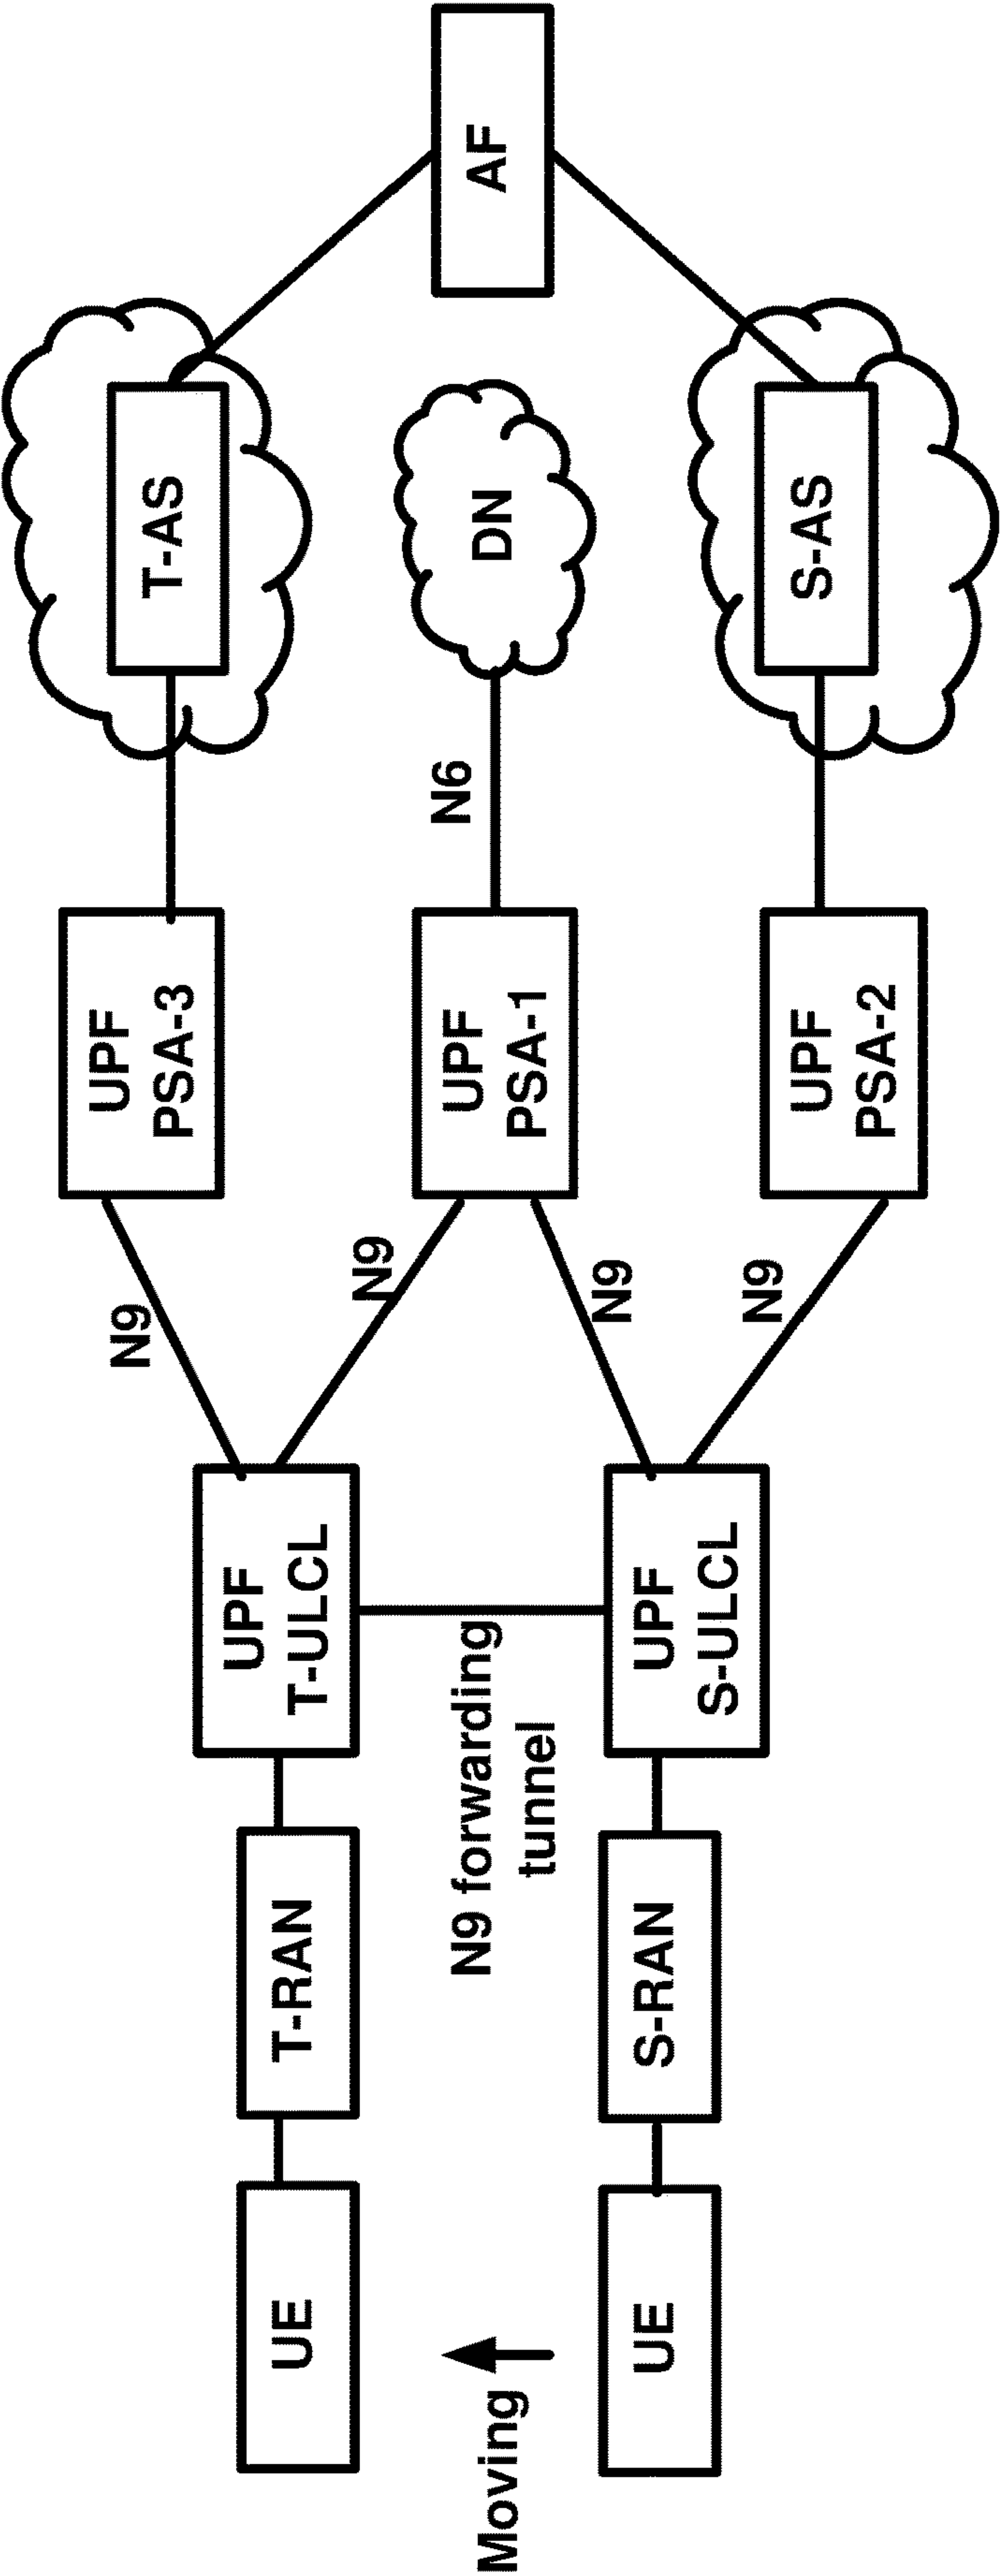 UE
T-RAN
UPF
T-ULCL
N9
UPF
PSA-3
T-AS
Moving
N9 forwarding
tunnel
N9
N9
UPF
PSA-1
N6
DN
AF
UE
S-RAN
UPF
S-ULCL
N9
UPF
PSA-2
S-AS